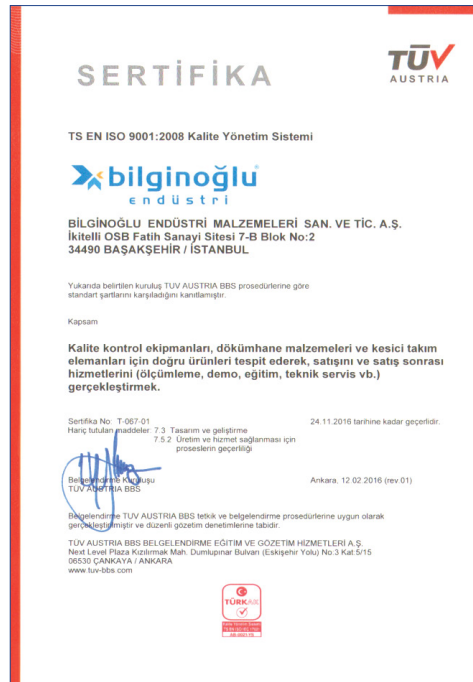 SERTİFİKA
TÜV
AUSTRIA
TS EN ISO 9001:2008 Kalite Yönetim Sistemi
bilginoğlu
endüstri
BİLGİNOĞLU ENDÜSTRİ MALZEMELERİ SAN. VE TİC. A.Ş.
İkitelli OSB Fatih Sanayi Sitesi 7-B Blok No:2
34490 BAŞAKŞEHİR / İSTANBUL
Yukarıda belirtilen kuruluş TUV AUSTRIA BBS prosedürlerine göre
standart şartlarını karşıladığını kanıtlamıştır.
Kapsam
Kalite kontrol ekipmanları, dökümhane malzemeleri ve kesici takım
elemanları için doğru ürünleri tespit ederek, satışını ve satış sonrası
hizmetlerini (ölçümleme, demo, eğitim, teknik servis vb.)
gerçekleştirmek.
Sertifika No: T-067-01
24.11.2016 tarihine kadar geçerlidir.
Hariç tutulan maddeler: 7.3 Tasarım ve geliştirme
7.5.2 Üretim ve hizmet sağlanması için
proseslerin geçerliliği
Belgelendirme Kuruluşu
Ankara, 12.02.2016 (rev.01)
TÜV AUSTRIA BBS
Belgelendirme TUV AUSTRIA BBS tetkik ve belgelendirme prosedürlerine uygun olarak
gerçekleştirilmiştir ve düzenli gözetim denetimlerine tabidir.
TÜV AUSTRIA BBS BELGELENDİRME EĞİTİM VE GÖZETİM HİZMETLERİ A.Ş.
Next Level Plaza Kızılırmak Mah. Dumlupınar Bulvarı (Eskişehir Yolu) No:3 Kat:5/15
06530 ÇANKAYA / ANKARA
www.tuv-bbs.com
TÜRKAK